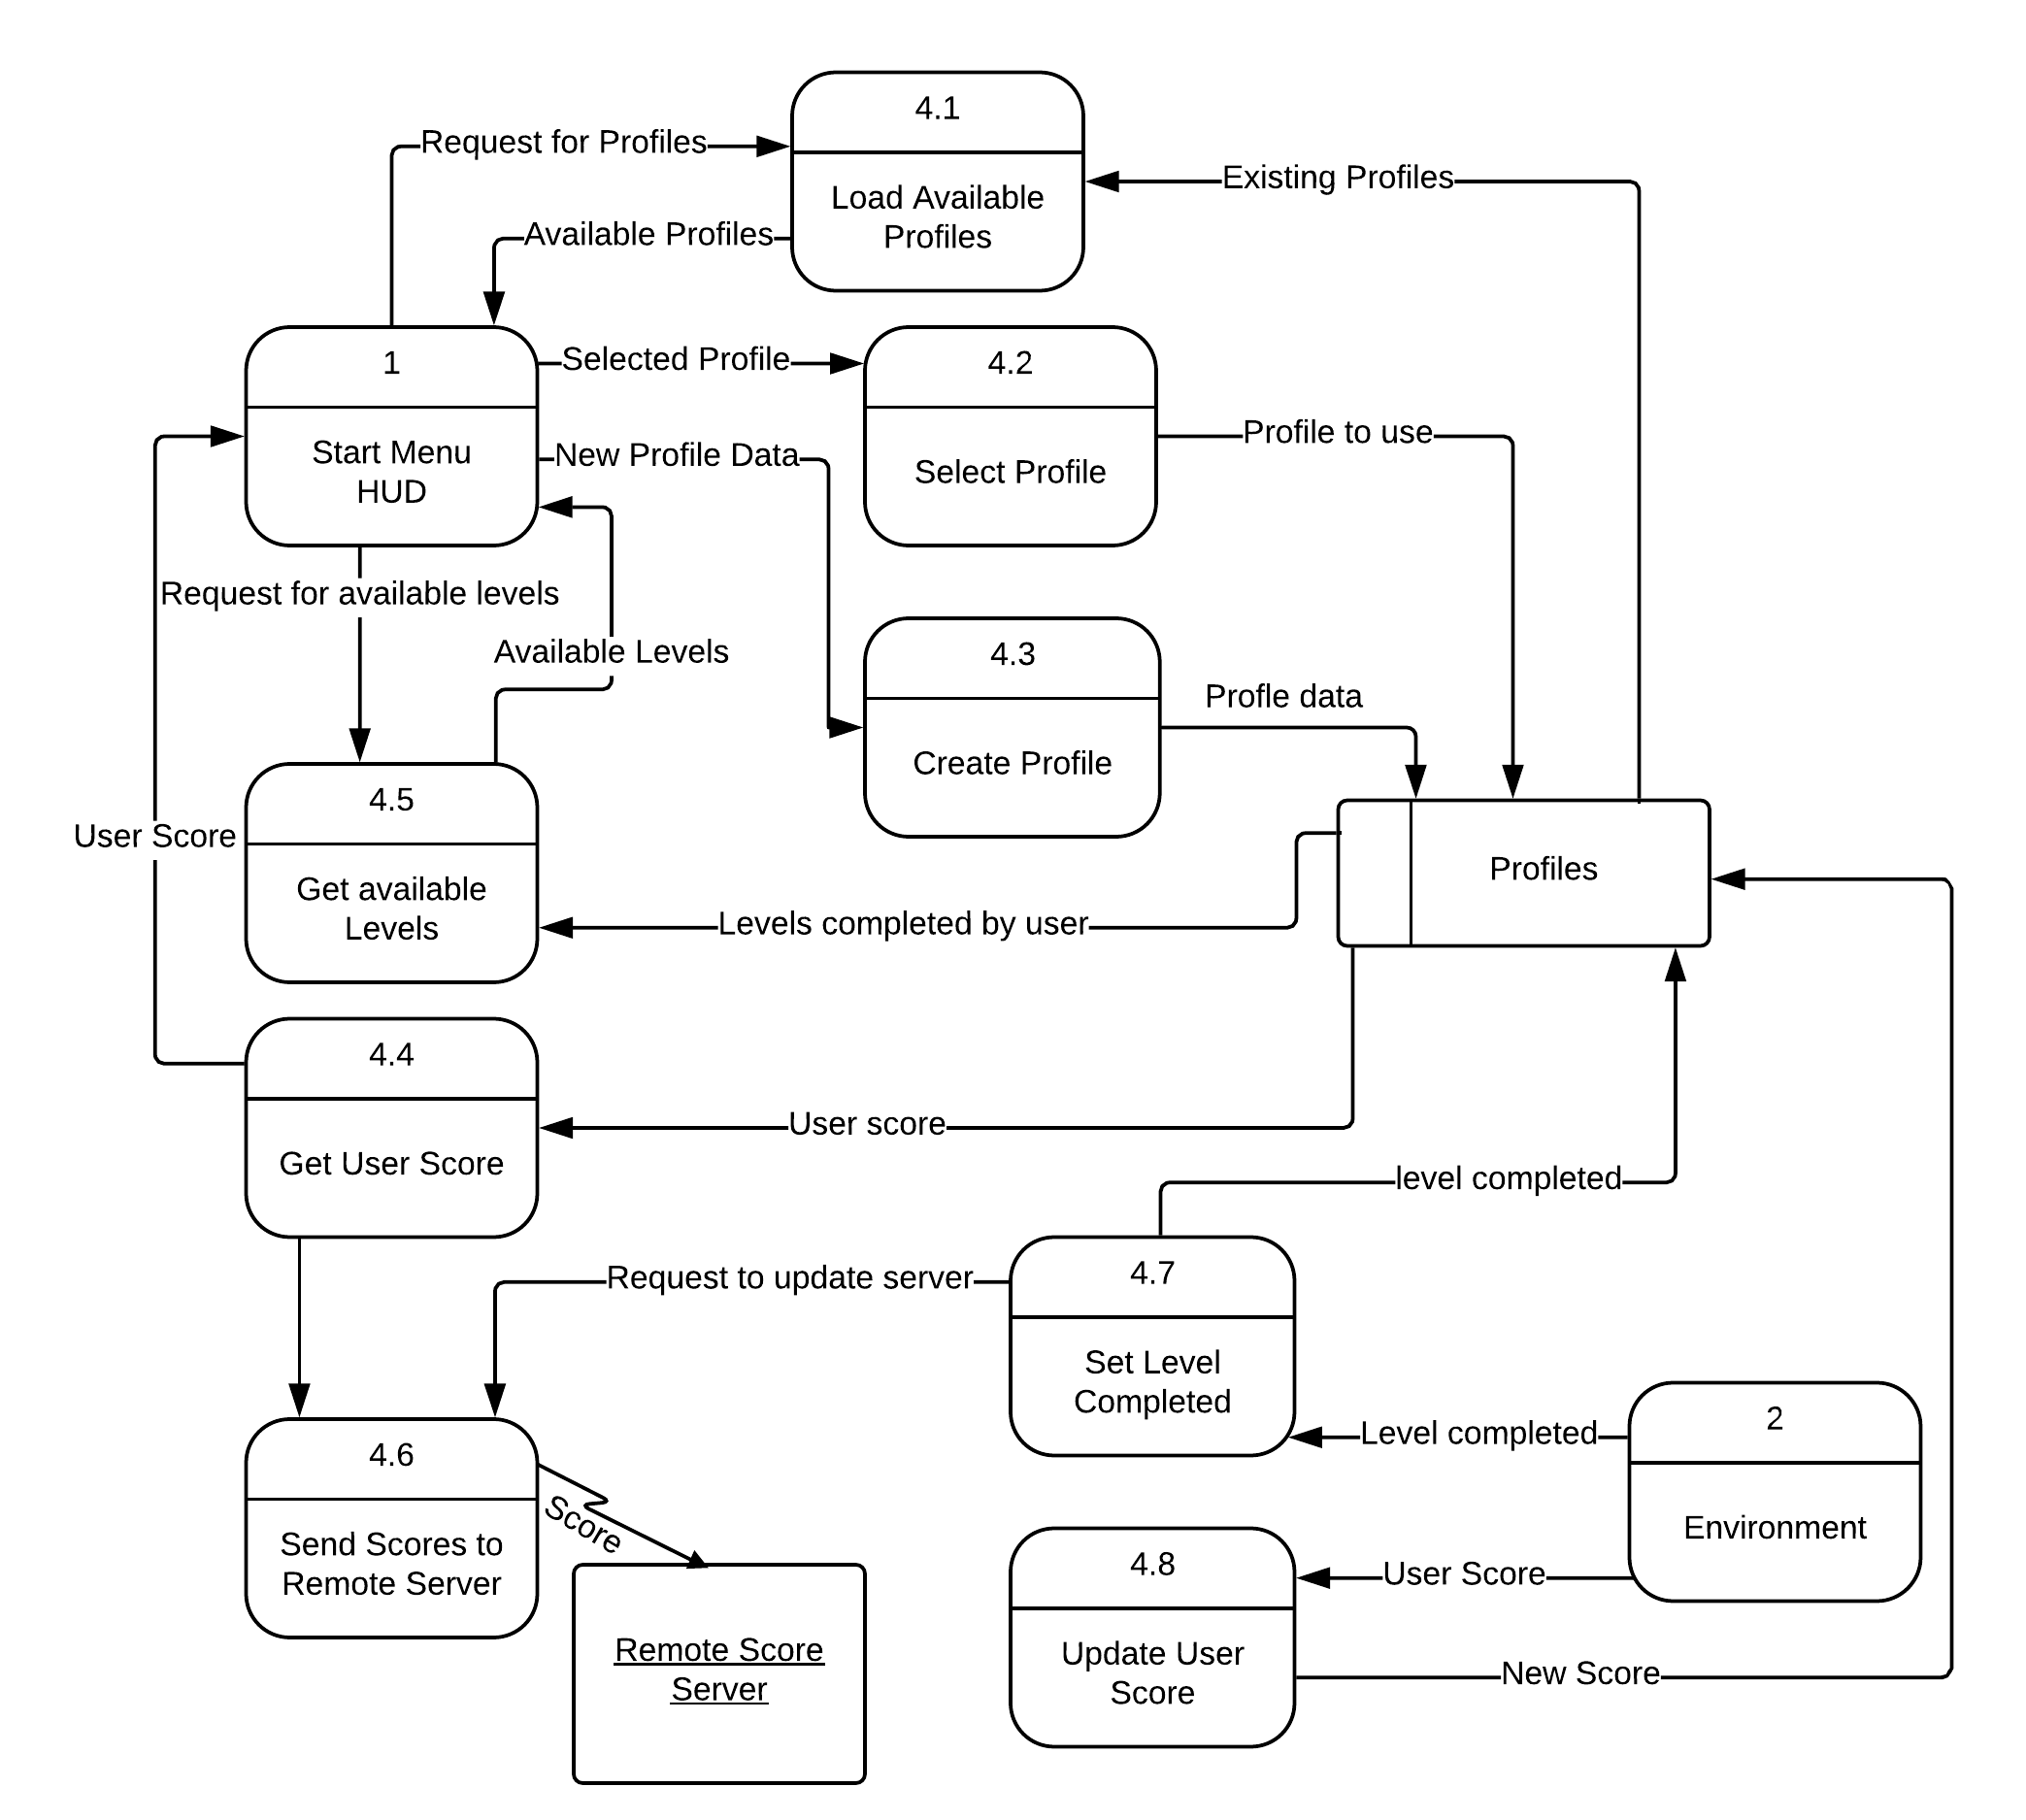 4.1
Request for Profiles
Existing Profiles
Load Available
Profiles
Available Profiles
1
Selected Profile
4.2
Profile to use
Start Menu
HUD
New Profile Data
Select Profile
Request for available levels
Available Levels
4.3
Profle data
Create Profile
4.5
User Score
Profiles
Get available
Levels
Levels completed by user
4.4
User score
Get User Score
level completed
4.7
Request to update server
Set Level
Completed
2
Level completed
4.6
Score
Environment
Send Scores to
Remote Server
4.8
User Score
Remote Score
Server
Update User
Score
New Score